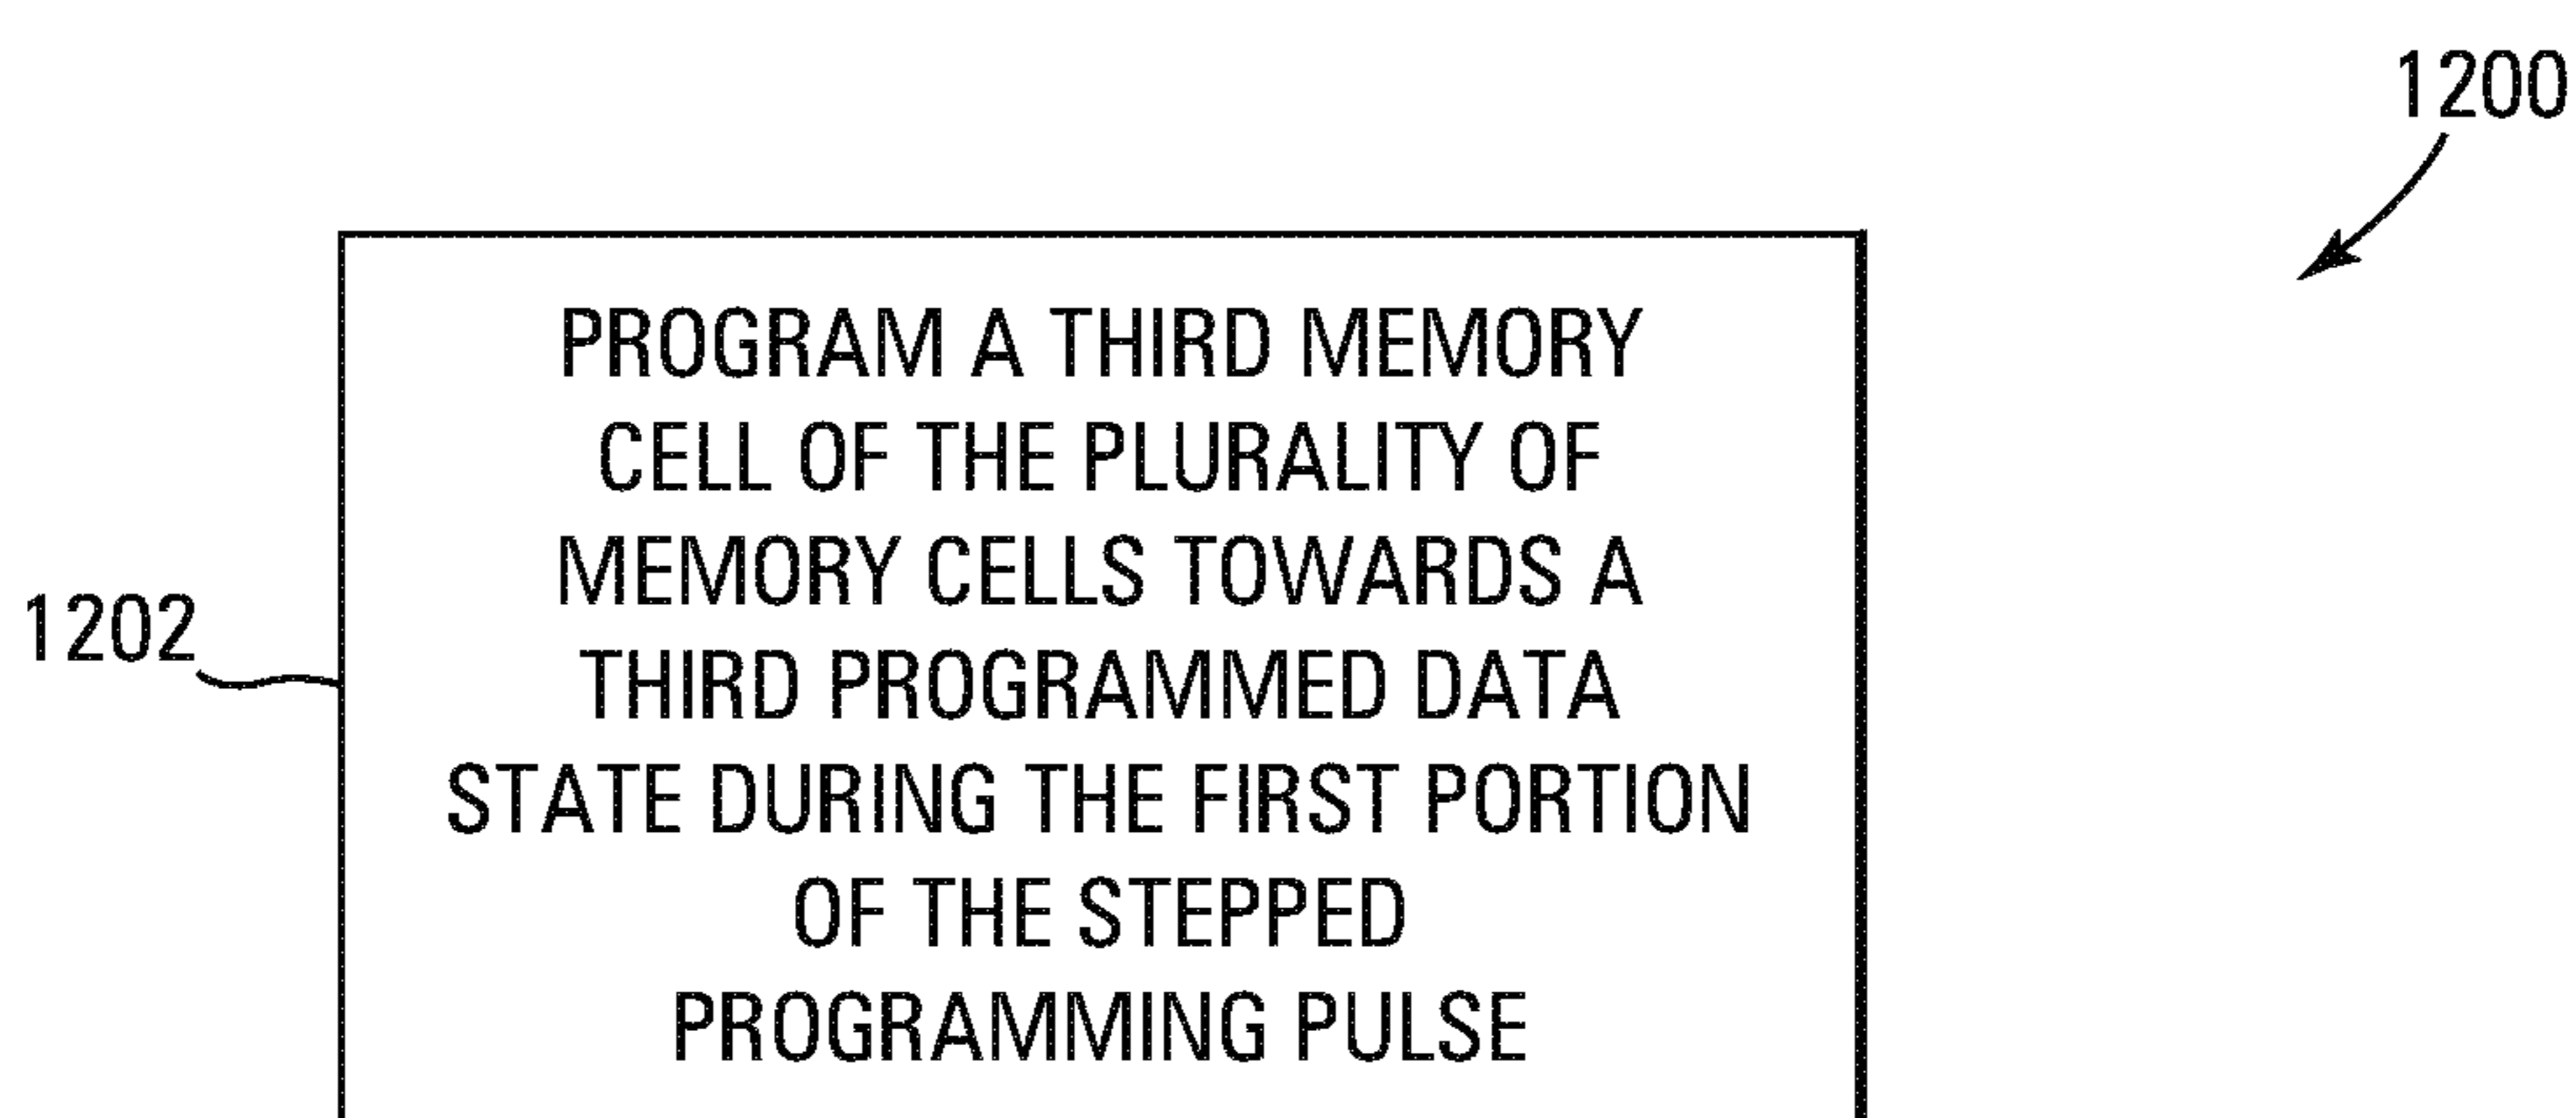 1200
PROGRAM A THIRD MEMORY
CELL OF THE PLURALITY OF
MEMORY CELLS TOWARDS A
1202
THIRD PROGRAMMED DATA
STATE DURING THE FIRST PORTION
OF THE STEPPED
PROGRAMMING PULSE